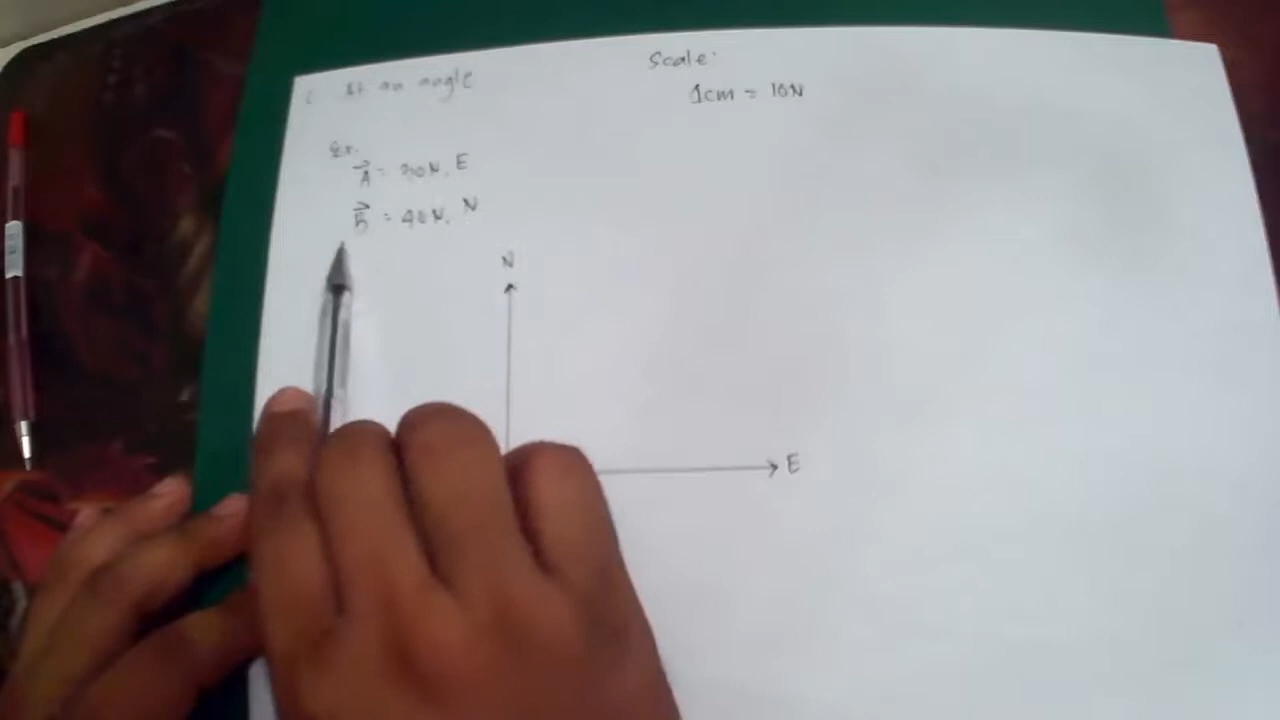 At an angle
Scale:
1cm = 10N
Ex.
A = 30N, E
B = 40N, N
N
E